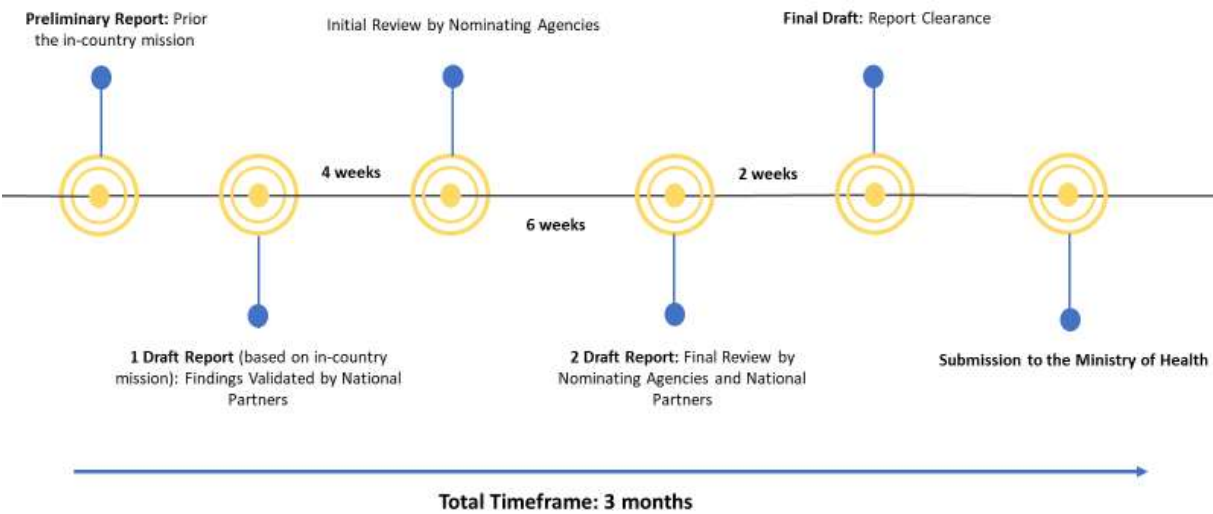 Preliminary Report: Prior
the in-country mission
Initial Review by Nominating Agencies
Final Draft: Report Clearance
4 weeks
2 weeks
6 weeks
1 Draft Report (based on in-country
mission): Findings Validated by National
Partners
2 Draft Report: Final Review by
Nominating Agencies and National
Partners
Submission to the Ministry of Health
Total Timeframe: 3 months